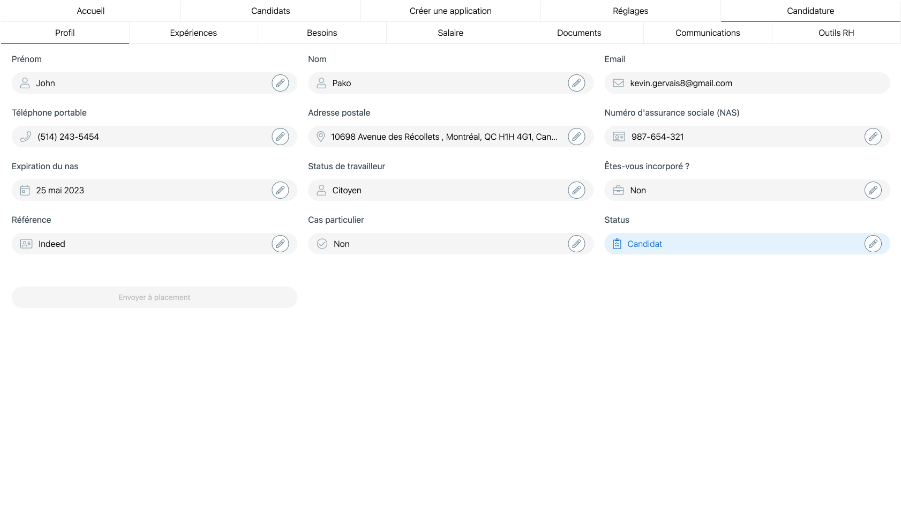 Accueil
Candidats
Créer une application
Réglages
Candidature
Profil
Expériences
Besoins
Salaire
Documents
Communications
Outils RH
Prénom
Nom
Email
John
Pako
kevin.gervais8@gmail.com
Téléphone portable
Adresse postale
Numéro d'assurance sociale (NAS)
(514) 243-5454
10698 Avenue des Récollets , Montréal, QC H1H 4G1, Can...
987-654-321
Expiration du nas
Status de travailleur
Êtes-vous incorporé ?
25 mai 2023
Citoyen
Non
Référence
Cas particulier
Status
Indeed
Non
Candidat
Envoyer à placement